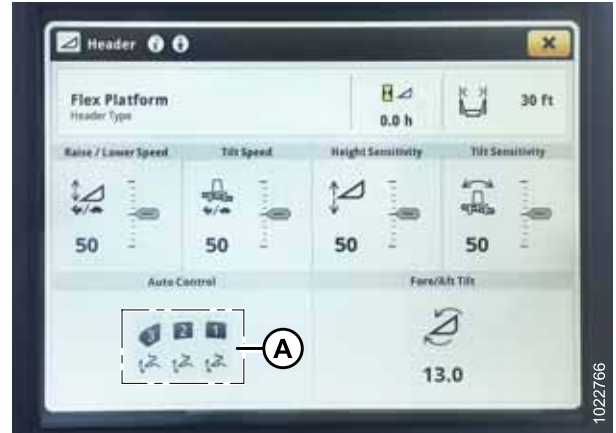 Header
Flex Platform
Header Type
0.0 h
30 ft
Raise / Lower Speed
Tilt Speed
Height Sensitivity
Tilt Sensitivity
50
50
50
50
Auto Control
Fore/Aft Tilt
3 2 1
A
13.0
1022766